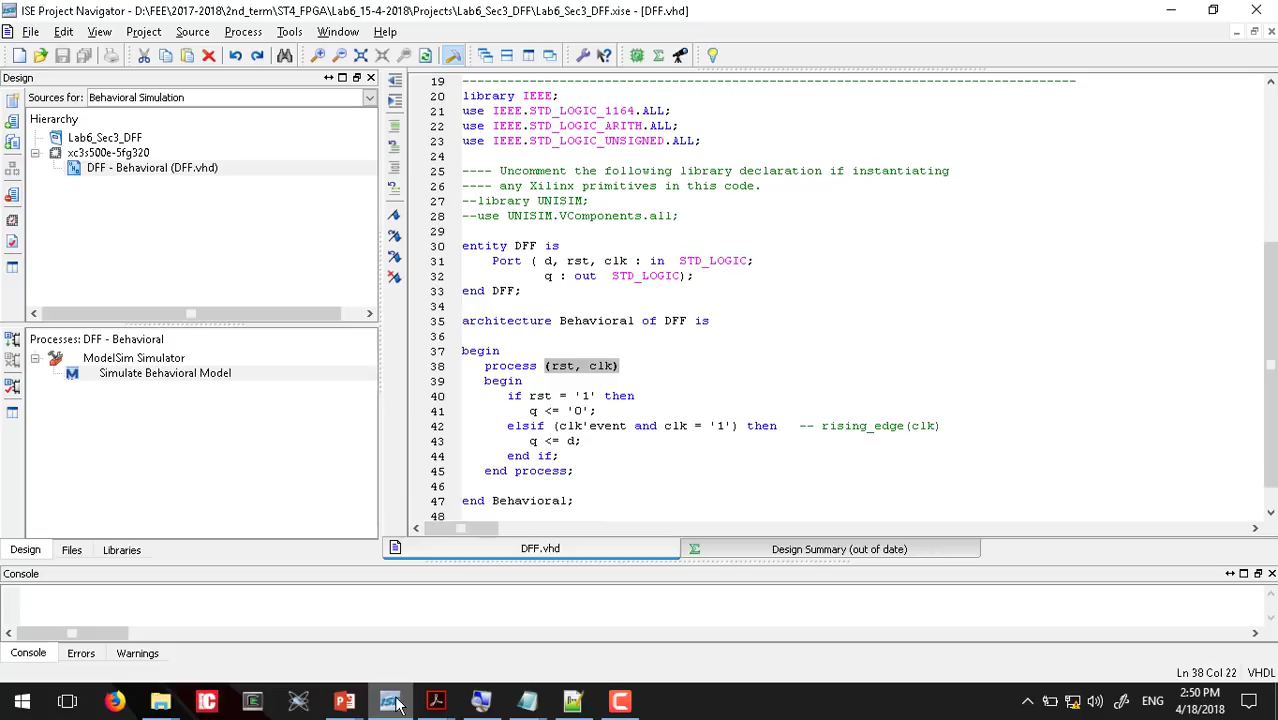 ISE Project Navigator - D:\FEE\2017-2018\2nd_term\ST4_FPGA\Lab6_15-4-2018\Projects\Lab6_Sec3_DFF\Lab6_Sec3_DFF.xise - [DFF.vhd]
File Edit View Project Source Process Tools Window Help
Design
Sources for: Behavioral Simulation
Hierarchy
Lab6_Sec3_DFF
xc3s500e-5fg320
DFF - Behavioral (DFF.vhd)
Processes: DFF - Behavioral
ModelSim Simulator
Simulate Behavioral Model
Design Files Libraries
19 ----------------------------------------------------------------------------------
20 library IEEE;
21 use IEEE.STD_LOGIC_1164.ALL;
22 use IEEE.STD_LOGIC_ARITH.ALL;
23 use IEEE.STD_LOGIC_UNSIGNED.ALL;
24
25 ---- Uncomment the following library declaration if instantiating
26 ---- any Xilinx primitives in this code.
27 --library UNISIM;
28 --use UNISIM.VComponents.all;
29
30 entity DFF is
31 Port ( d, rst, clk : in STD_LOGIC;
32 q : out STD_LOGIC);
33 end DFF;
34
35 architecture Behavioral of DFF is
36
37 begin
38 process (rst, clk)
39 begin
40 if rst = '1' then
41 q <= '0';
42 elsif (clk'event and clk = '1') then -- rising_edge(clk)
43 q <= d;
44 end if;
45 end process;
46
47 end Behavioral;
48
DFF.vhd Design Summary (out of date)
Console
Console Errors Warnings
Ln 38 Col 22 VHDL
ENG
2:50 PM
4/18/2018